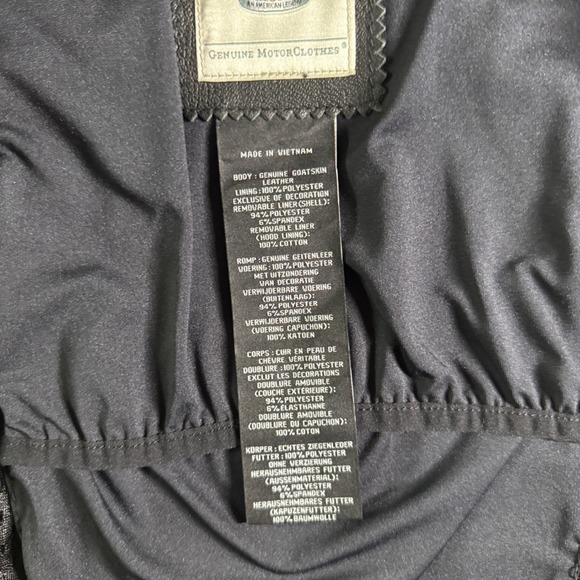 AN AMERICAN LEGEND
GENUINE MOTORCLOTHES®
MADE IN VIETNAM
BODY : GENUINE GOATSKIN
LEATHER
LINING : 100% POLYESTER
EXCLUSIVE OF DECORATION
REMOVABLE LINER(SHELL):
94% POLYESTER
6% SPANDEX
REMOVABLE LINER
(HOOD LINING):
100% COTTON
ROMP : GENUINE GEITENLEER
VOERING : 100% POLYESTER
MET UITZONDERING
VAN DECORATIE
VERWIJDERBARE VOERING
(BUITENLAAG):
94% POLYESTER
6% SPANDEX
VERWIJDERBARE VOERING
(VOERING CAPUCHON):
100% KATOEN
CORPS : CUIR EN PEAU DE
CHÈVRE VÉRITABLE
DOUBLURE : 100% POLYESTER
EXCLUT LES DÉCORATIONS
DOUBLURE AMOVIBLE
(COUCHE EXTÉRIEURE):
94% POLYESTER
6% ÉLASTHANNE
DOUBLURE AMOVIBLE
(DOUBLURE DU CAPUCHON):
100% COTON
KÖRPER : ECHTES ZIEGENLEDER
FUTTER : 100% POLYESTER
OHNE VERZIERUNG
HERAUSNEHMBARES FUTTER
(AUSSENMATERIAL):
94% POLYESTER
6% SPANDEX
HERAUSNEHMBARES FUTTER
(KAPUZENFUTTER):
100% BAUMWOLLE